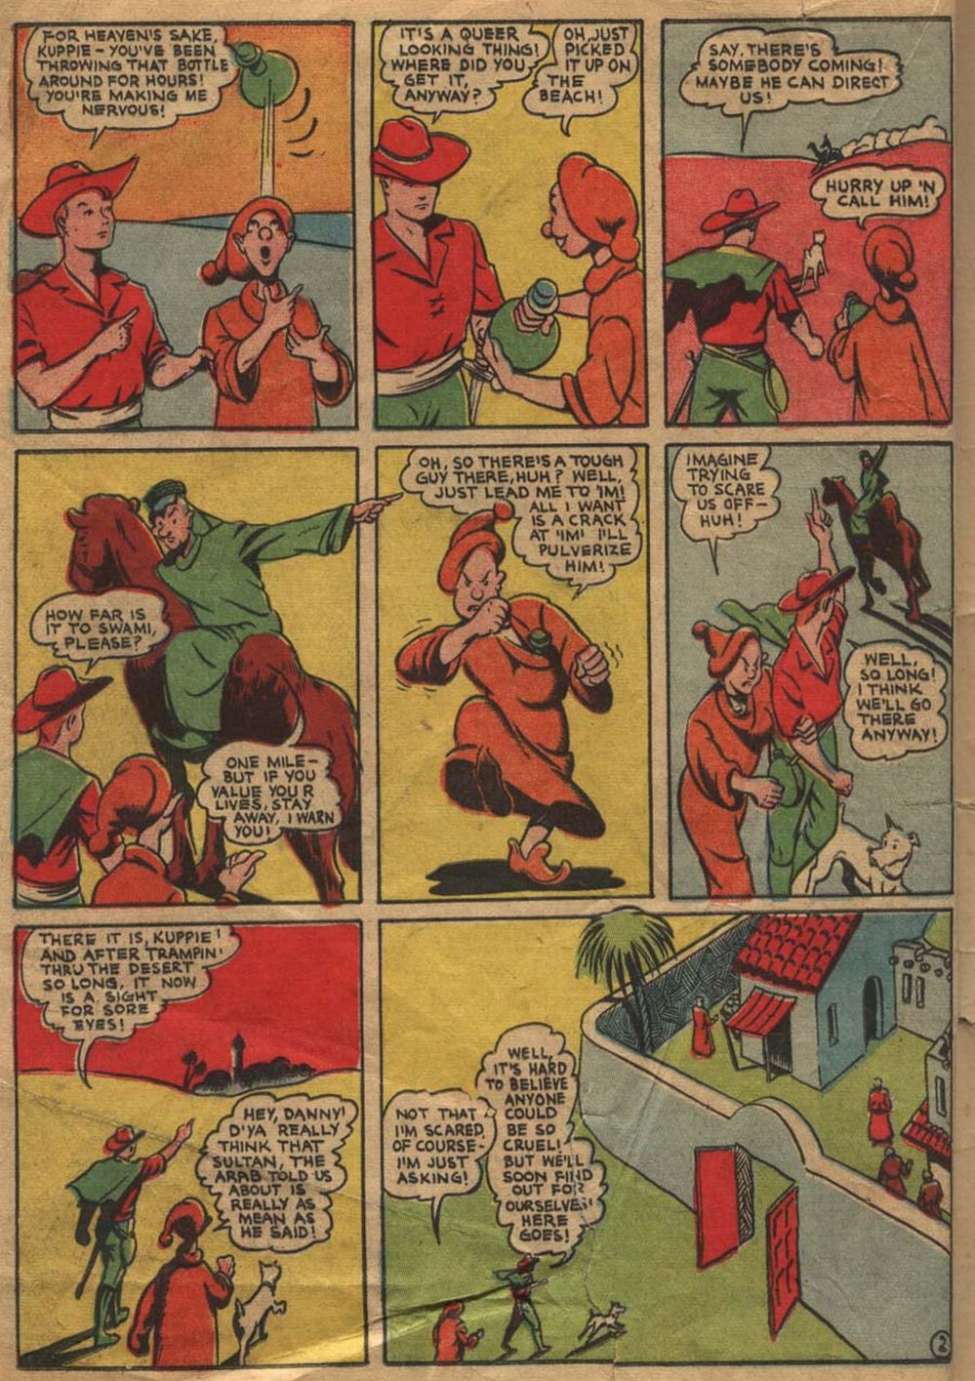 FOR HEAVEN'S SAKE,
KUPPIE - YOU'VE BEEN
THROWING THAT BOTTLE
AROUND FOR HOURS!
YOU'RE MAKING ME
NERVOUS!
IT'S A QUEER
LOOKING THING!
WHERE DID YOU
GET IT,
ANYWAY?
OH, JUST
PICKED
IT UP ON
THE
BEACH!
SAY, THERE'S
SOMEBODY COMING!
MAYBE HE CAN DIRECT
US!
HURRY UP 'N
CALL HIM!
HOW FAR IS
IT TO SWAMI,
PLEASE?
ONE MILE-
BUT IF YOU
VALUE YOUR
LIVES, STAY
AWAY, I WARN
YOU!
OH, SO THERE'S A TOUGH
GUY THERE, HUH? WELL,
JUST LEAD ME TO 'IM!
ALL I WANT
IS A CRACK
AT 'IM! I'LL
PULVERIZE
HIM!
IMAGINE
TRYING
TO SCARE
US OFF-
HUH!
WELL,
SO LONG!
I THINK
WE'LL GO
THERE
ANYWAY!
THERE IT IS, KUPPIE!
AND AFTER TRAMPIN'
THRU THE DESERT
SO LONG, IT NOW
IS A SIGHT
FOR SORE
EYES!
HEY, DANNY!
D'YA REALLY
THINK THAT
SULTAN, THE
ARAB TOLD US
ABOUT IS
REALLY AS
MEAN AS
HE SAID!
NOT THAT
I'M SCARED,
OF COURSE-
I'M JUST
ASKING!
WELL,
IT'S HARD
TO BELIEVE
ANYONE
COULD
BE SO
CRUEL!
BUT WE'LL
SOON FIND
OUT FOR
OURSELVES!
HERE
GOES!
2